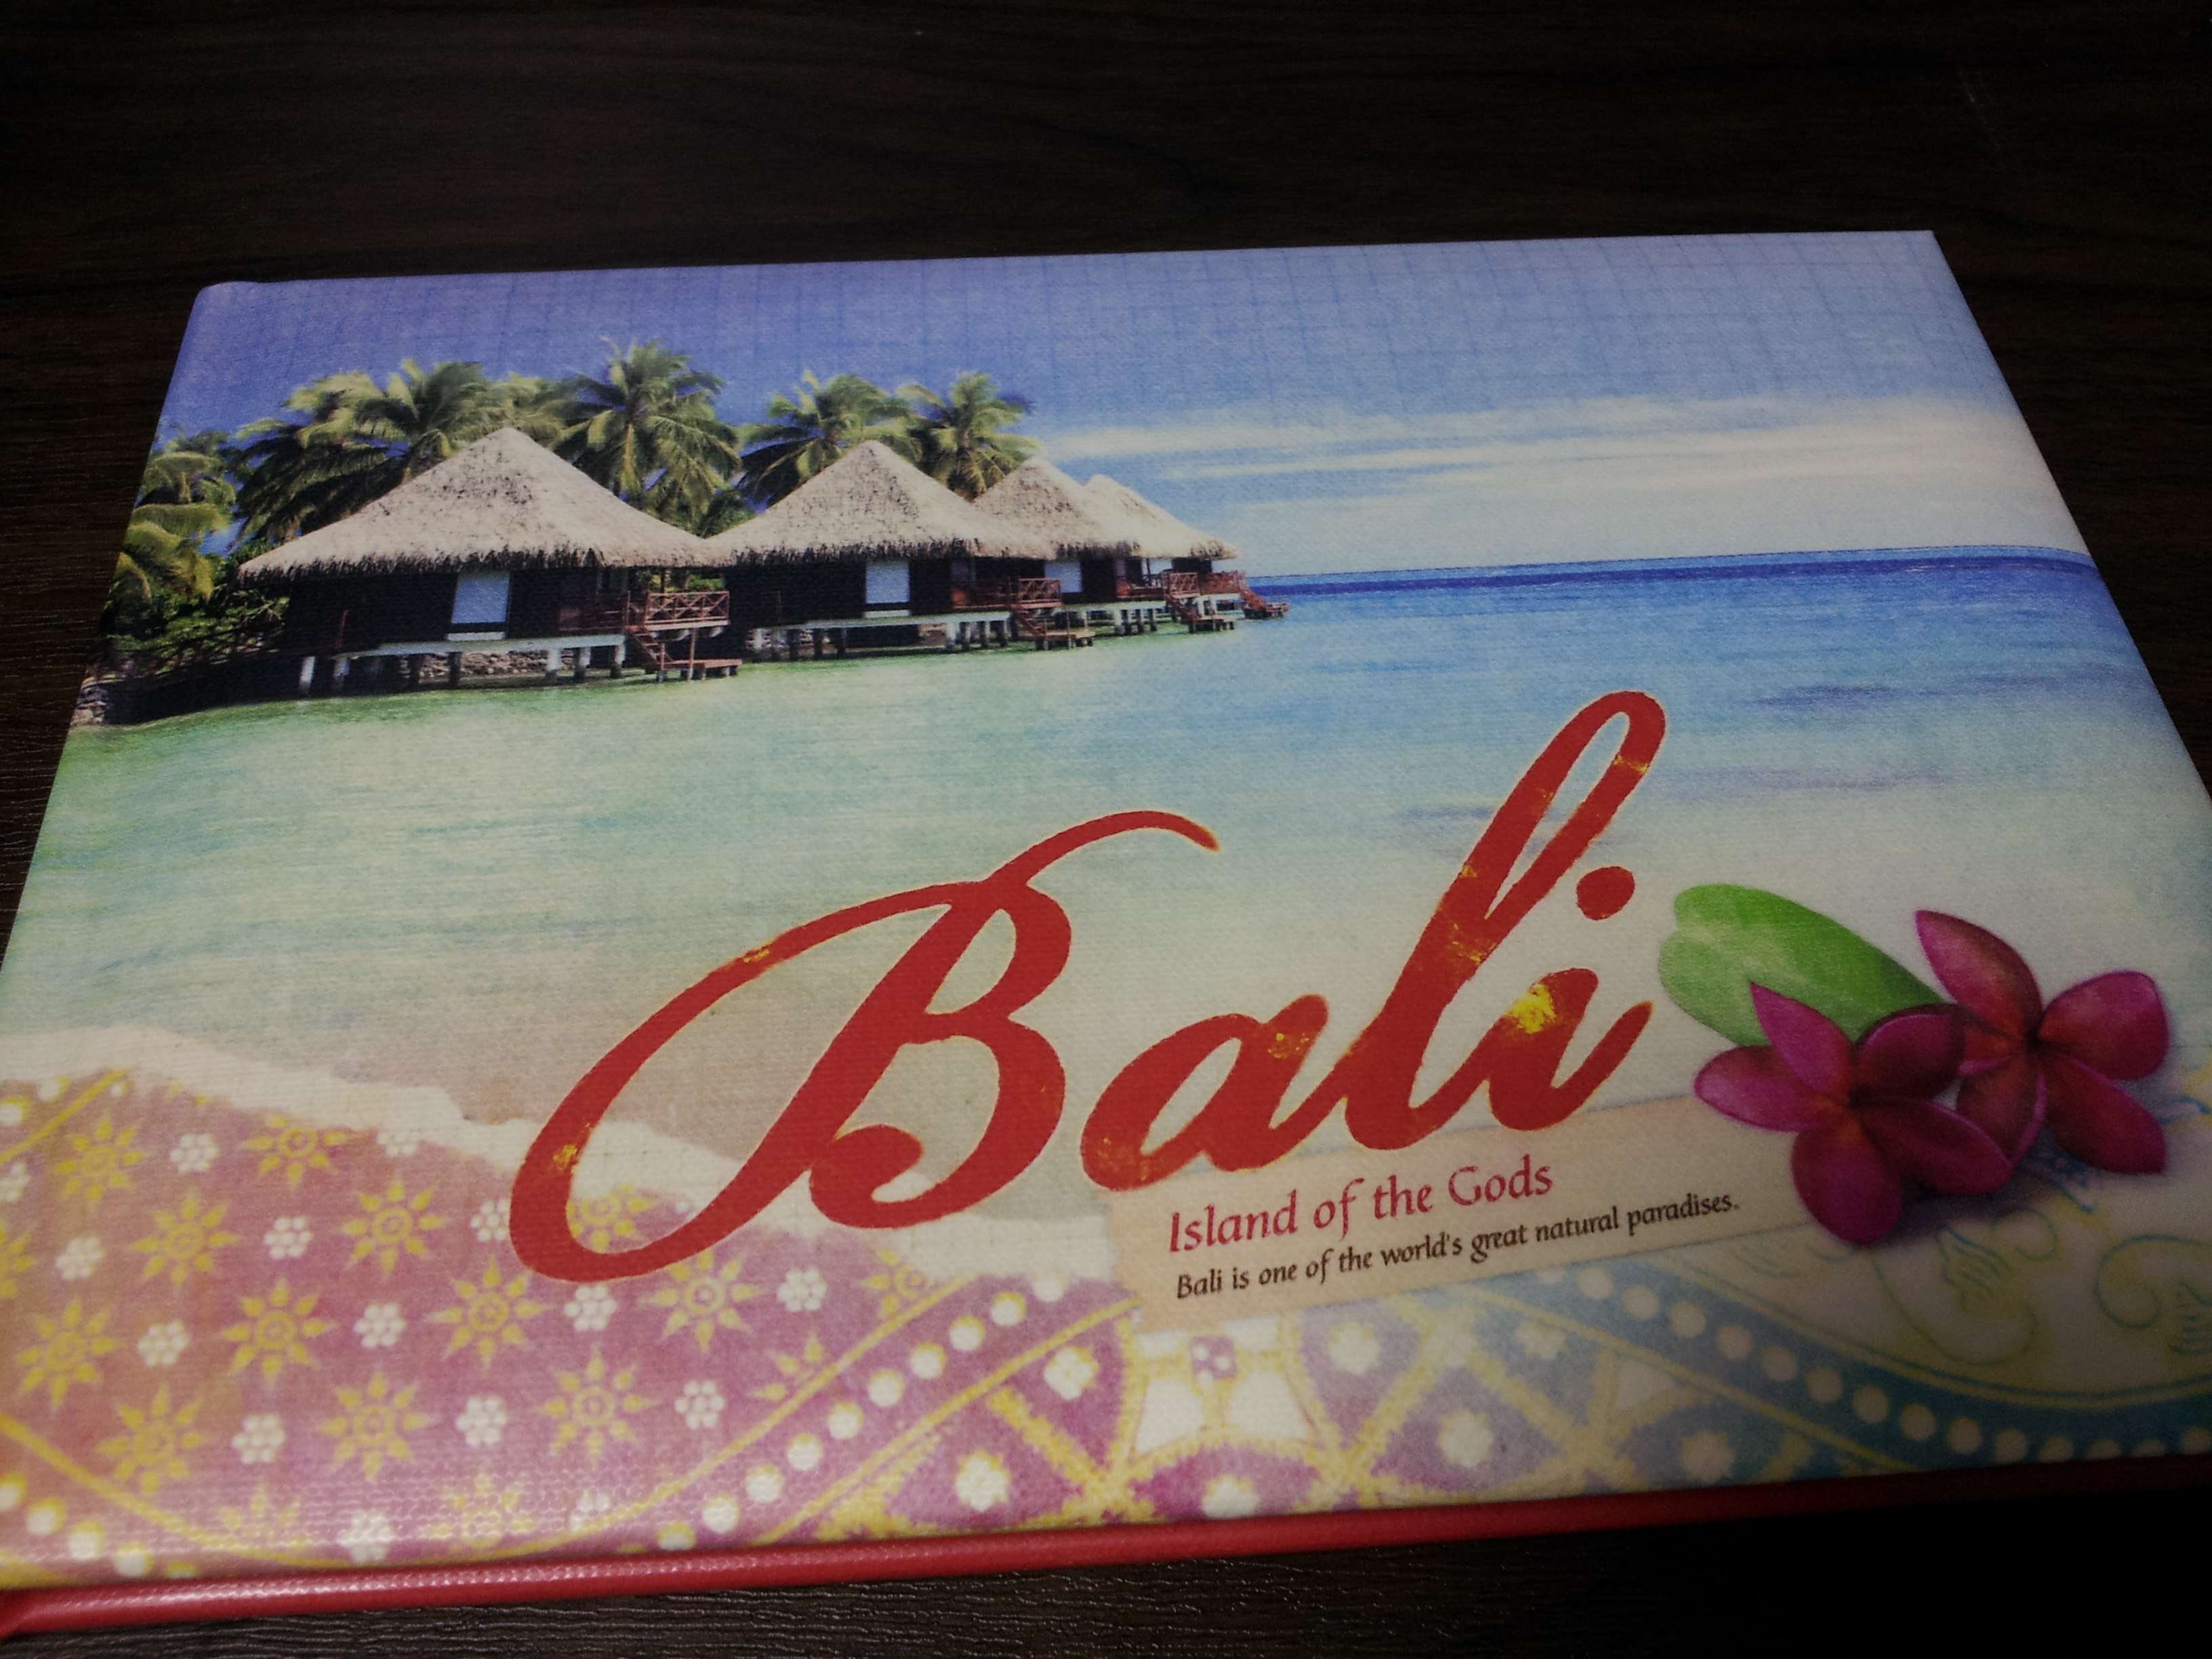 Bali
Island of the Gods
Bali is one of the world's great natural paradises.